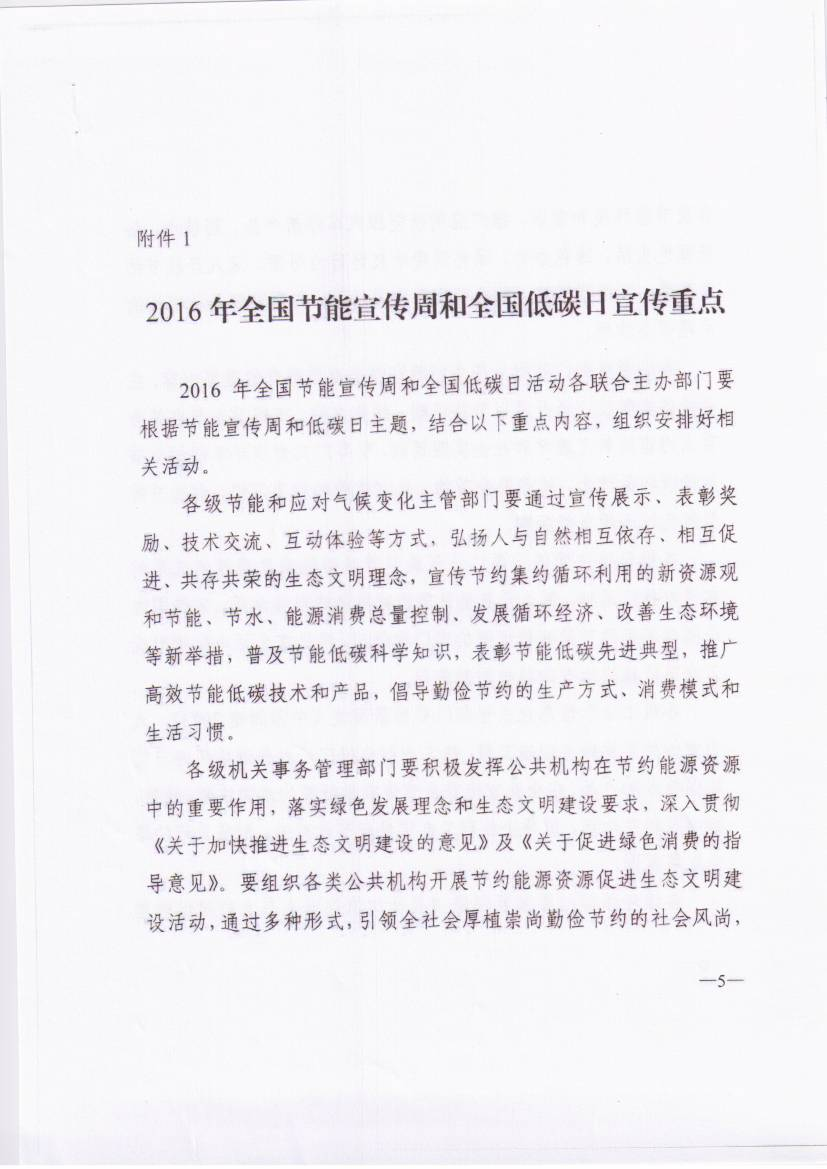 附件 1
2016 年全国节能宣传周和全国低碳日宣传重点
2016 年全国节能宣传周和全国低碳日活动各联合主办部门要
根据节能宣传周和低碳日主题，结合以下重点内容，组织安排好相
关活动。
各级节能和应对气候变化主管部门要通过宣传展示、表彰奖
励、技术交流、互动体验等方式，弘扬人与自然相互依存、相互促
进、共存共荣的生态文明理念，宣传节约集约循环利用的新资源观
和节能、节水、能源消费总量控制、发展循环经济、改善生态环境
等新举措，普及节能低碳科学知识，表彰节能低碳先进典型，推广
高效节能低碳技术和产品，倡导勤俭节约的生产方式、消费模式和
生活习惯。
各级机关事务管理部门要积极发挥公共机构在节约能源资源
中的重要作用，落实绿色发展理念和生态文明建设要求，深入贯彻
《关于加快推进生态文明建设的意见》及《关于促进绿色消费的指
导意见》。要组织各类公共机构开展节约能源资源促进生态文明建
设活动，通过多种形式，引领全社会厚植崇尚勤俭节约的社会风尚，
—5—